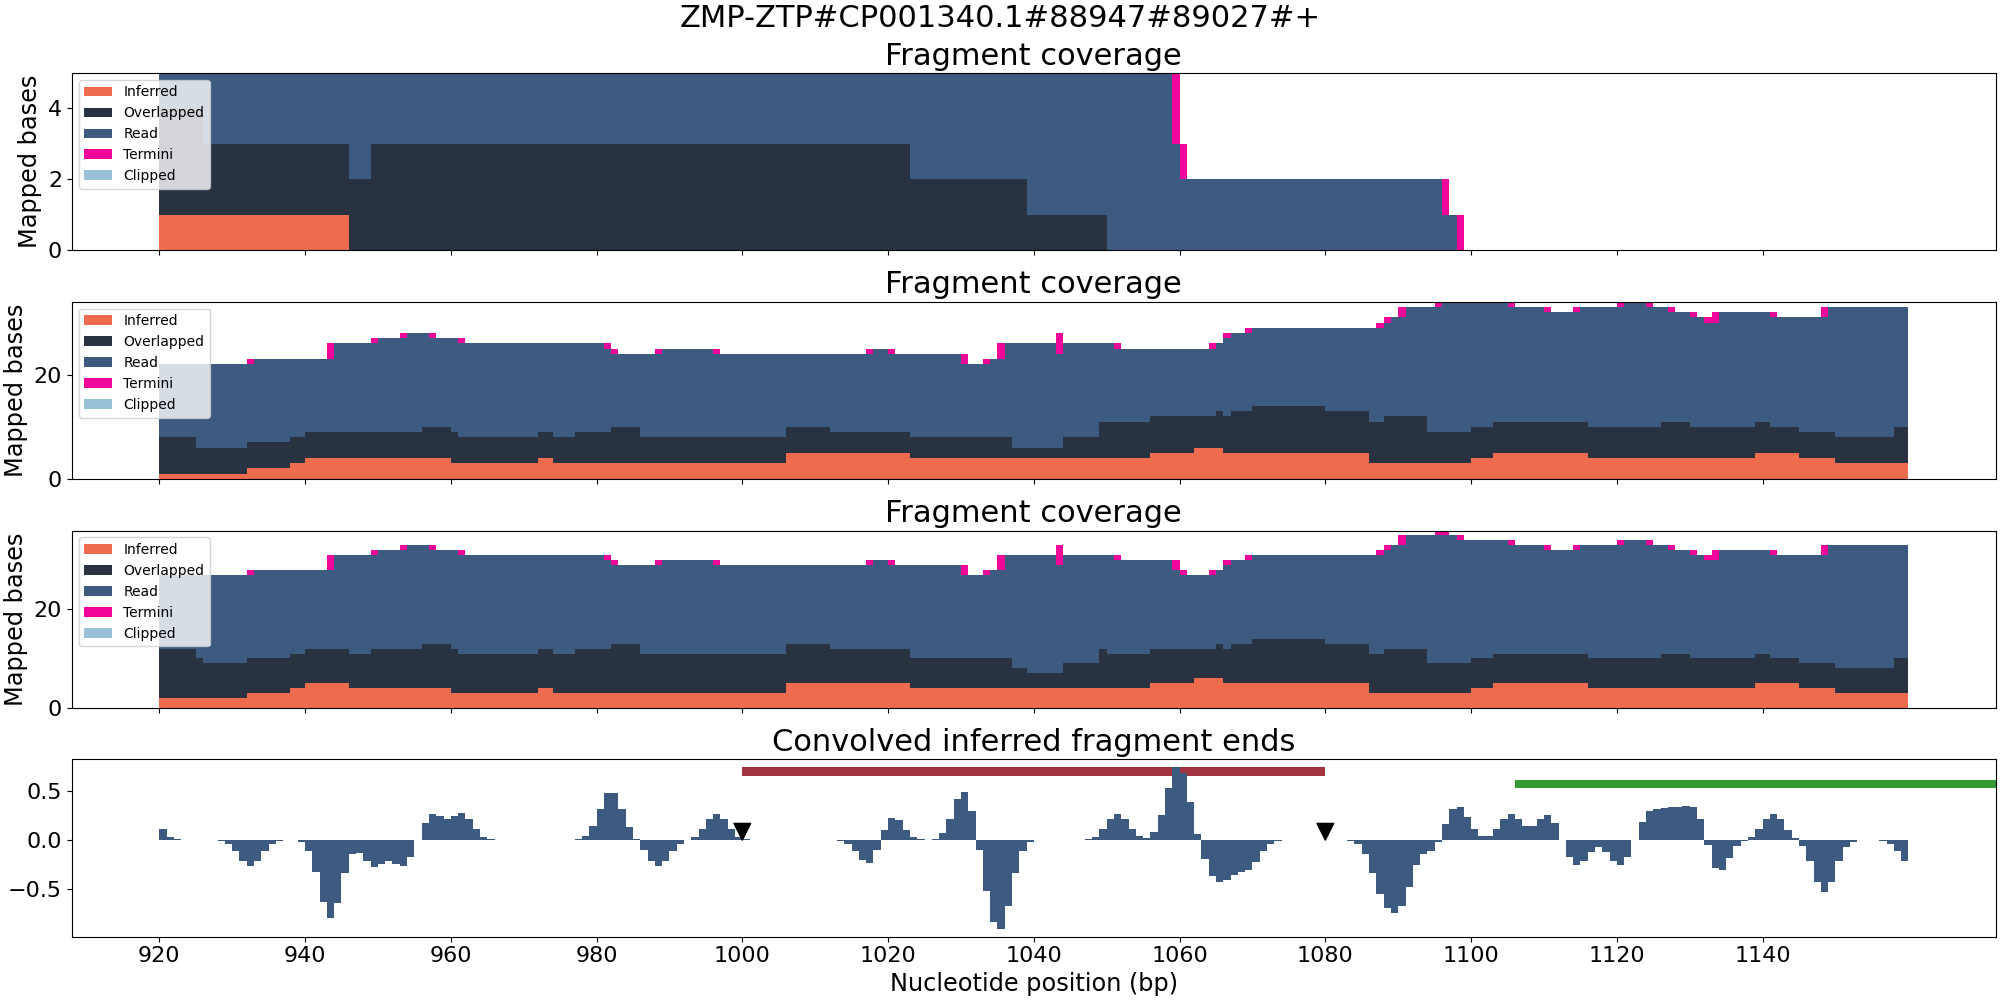 ZMP-ZTP#CP001340.1#88947#89027#+
Fragment coverage
Mapped bases
4
2
0
Inferred
Overlapped
Read
Termini
Clipped
Fragment coverage
Mapped bases
20
0
Inferred
Overlapped
Read
Termini
Clipped
Fragment coverage
Mapped bases
20
0
Inferred
Overlapped
Read
Termini
Clipped
Convolved inferred fragment ends
0.5
0.0
−0.5
920 940 960 980 1000 1020 1040 1060 1080 1100 1120 1140
Nucleotide position (bp)